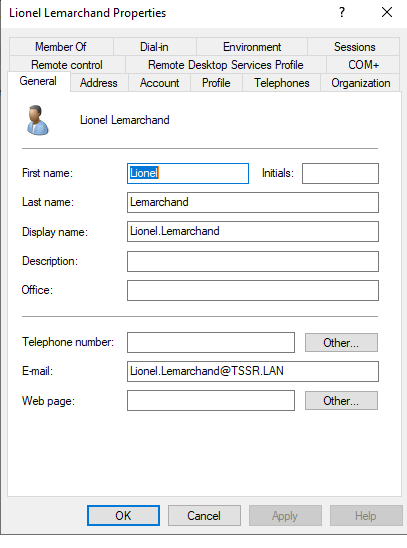 Lionel Lemarchand Properties ? ×
Member Of Dial-in Environment Sessions
Remote control Remote Desktop Services Profile COM+
General Address Account Profile Telephones Organization
Lionel Lemarchand
First name: Lionel Initials:
Last name: Lemarchand
Display name: Lionel.Lemarchand
Description:
Office:
Telephone number: Other...
E-mail: Lionel.Lemarchand@TSSR.LAN
Web page: Other...
OK Cancel Apply Help